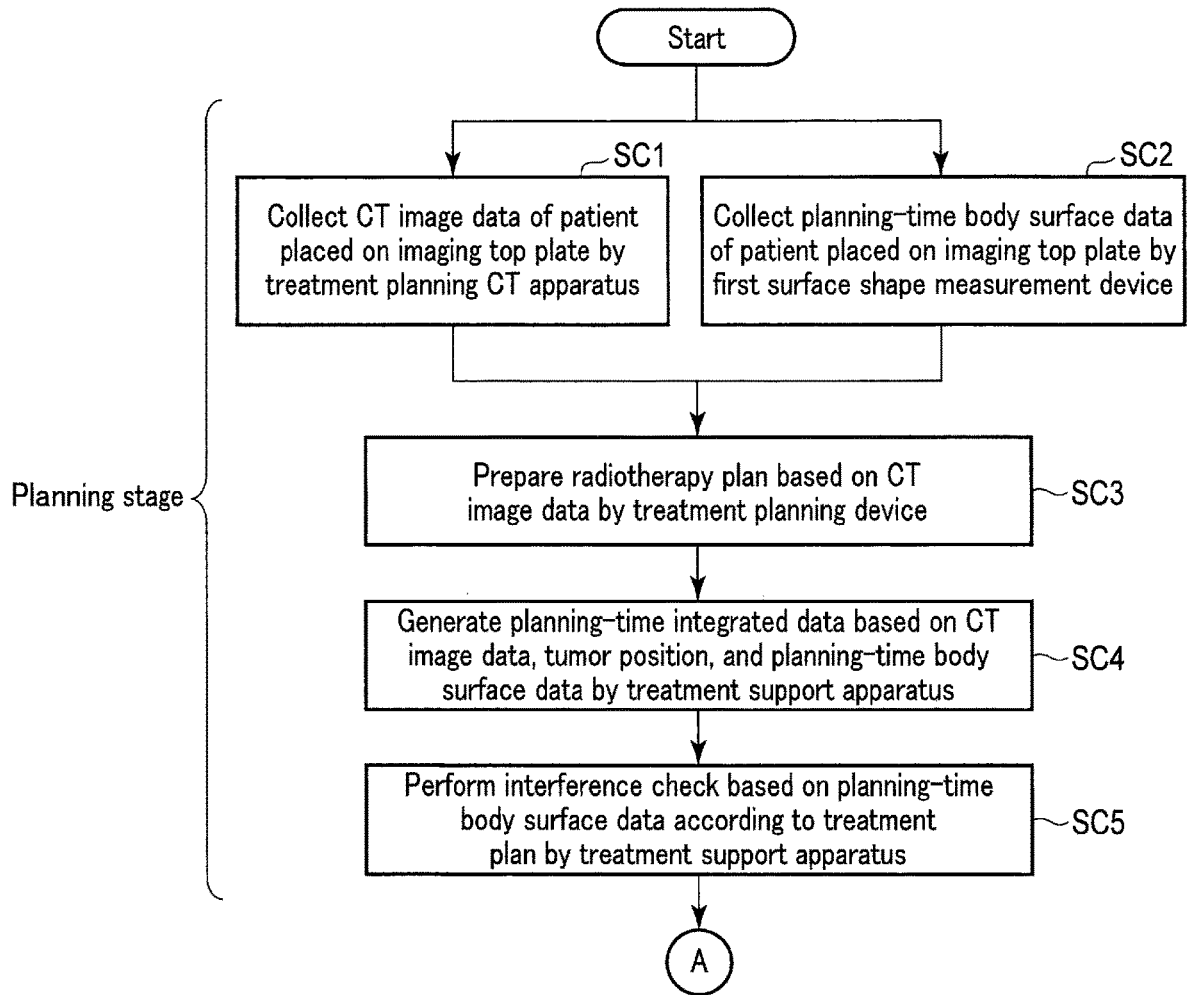 Start
SC1
Collect CT image data of patient
placed on imaging top plate by
treatment planning CT apparatus
SC2
Collect planning-time body surface data
of patient placed on imaging top plate by
first surface shape measurement device
Planning stage
Prepare radiotherapy plan based on CT
image data by treatment planning device
SC3
Generate planning-time integrated data based on CT
image data, tumor position, and planning-time body
surface data by treatment support apparatus
SC4
Perform interference check based on planning-time
body surface data according to treatment
plan by treatment support apparatus
SC5
A